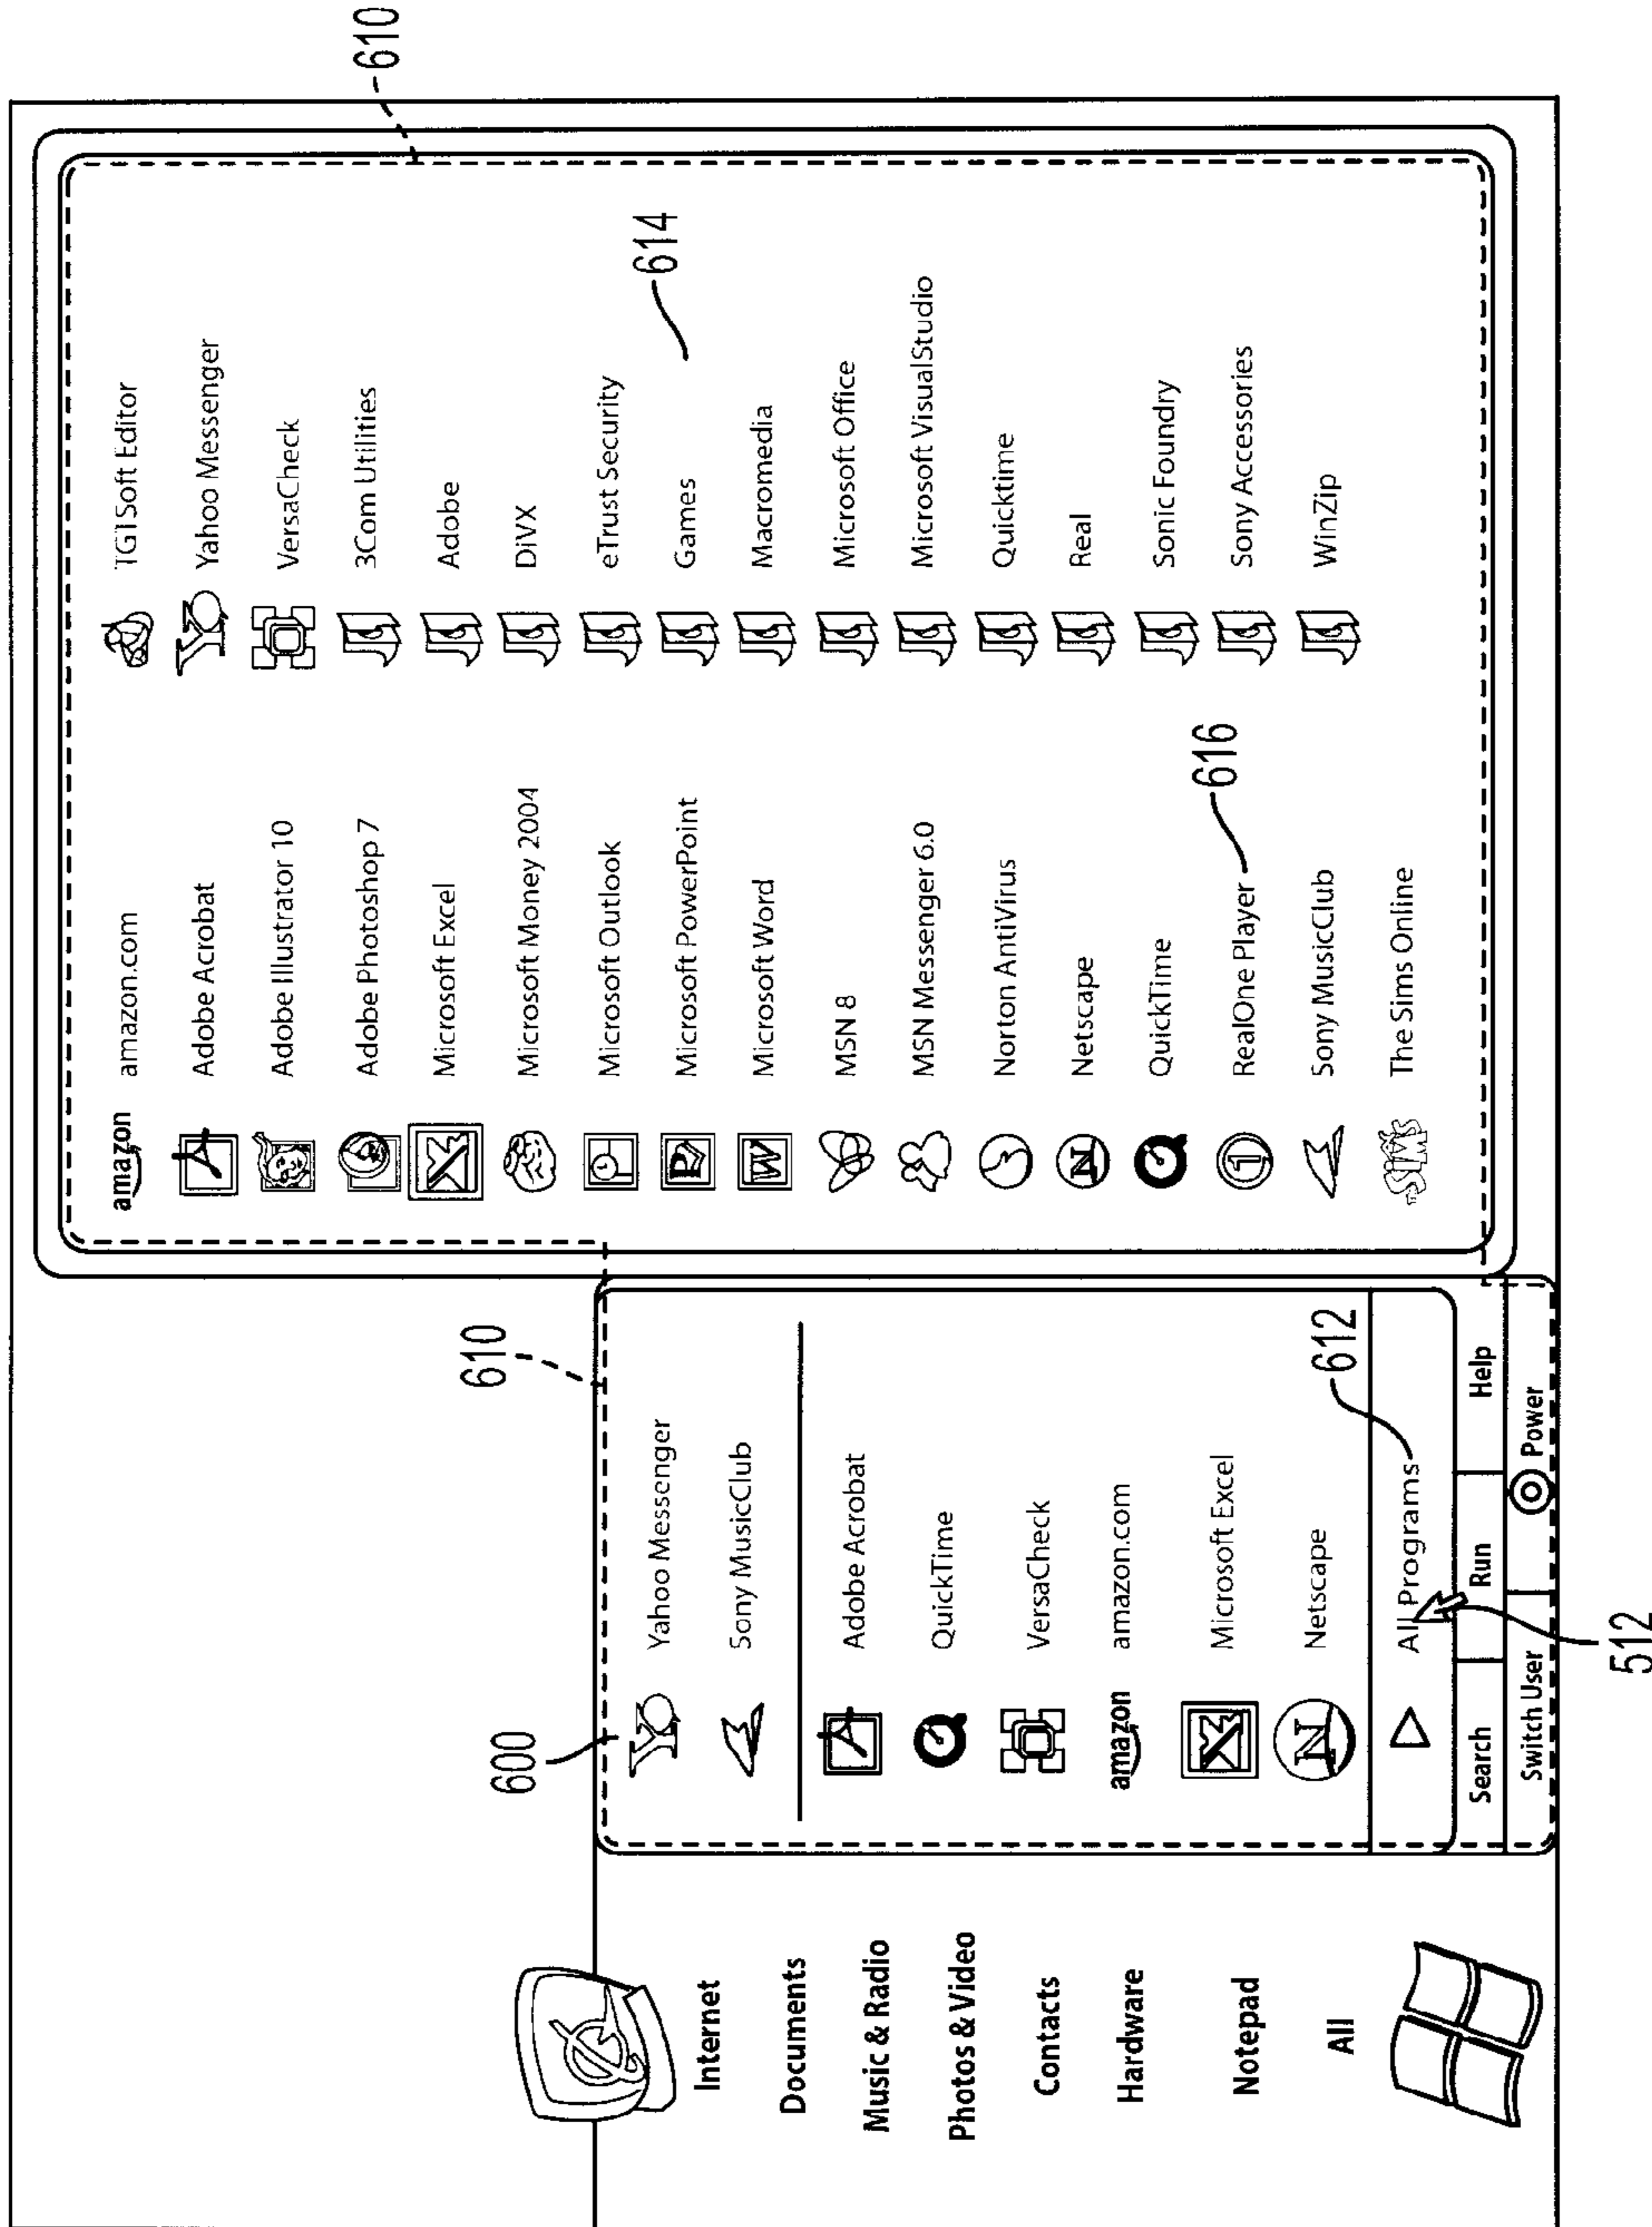 610
amazon amazon.com
Adobe Acrobat
Adobe Illustrator 10
Adobe Photoshop 7
Microsoft Excel
Microsoft Money 2004
Microsoft Outlook
P Microsoft PowerPoint
W Microsoft Word
MSN 8
MSN Messenger 6.0
Norton AntiVirus
N Netscape
QuickTime
1 RealOne Player 616
Sony MusicClub
The SIMS The Sims Online
TGTSoft Editor
Y Yahoo Messenger
VersaCheck
3Com Utilities
Adobe
DiVX
eTrust Security
Games 614
Macromedia
Microsoft Office
Microsoft VisualStudio
Quicktime
Real
Sonic Foundry
Sony Accessories
WinZip
610
600
Y Yahoo Messenger
Sony MusicClub
Adobe Acrobat
QuickTime
VersaCheck
amazon amazon.com
Microsoft Excel
N Netscape
All Programs 612
Search Run Help
Switch User Power
512
Internet
Documents
Music & Radio
Photos & Video
Contacts
Hardware
Notepad
All